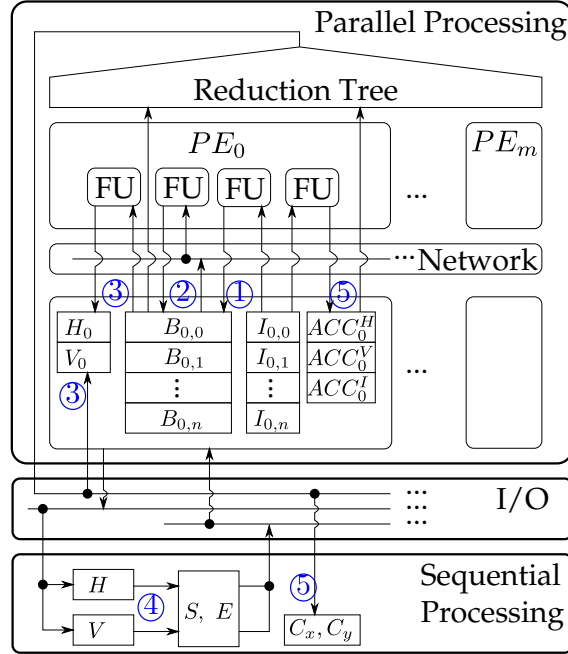 Parallel Processing
Reduction Tree
PE₀ PEₘ
FU FU FU FU
...
...Network
③ ② ① ⑤
H₀ B₀,₀ I₀,₀ ACC₀ᴴ
V₀ B₀,₁ I₀,₁ ACC₀ⱽ
③ ⋮ ⋮ ACC₀ᴵ
...
B₀,ₙ I₀,ₙ
... I/O
...
...
Sequential
Processing
H ④ S, E ⑤
V Cₓ, Cᵧ